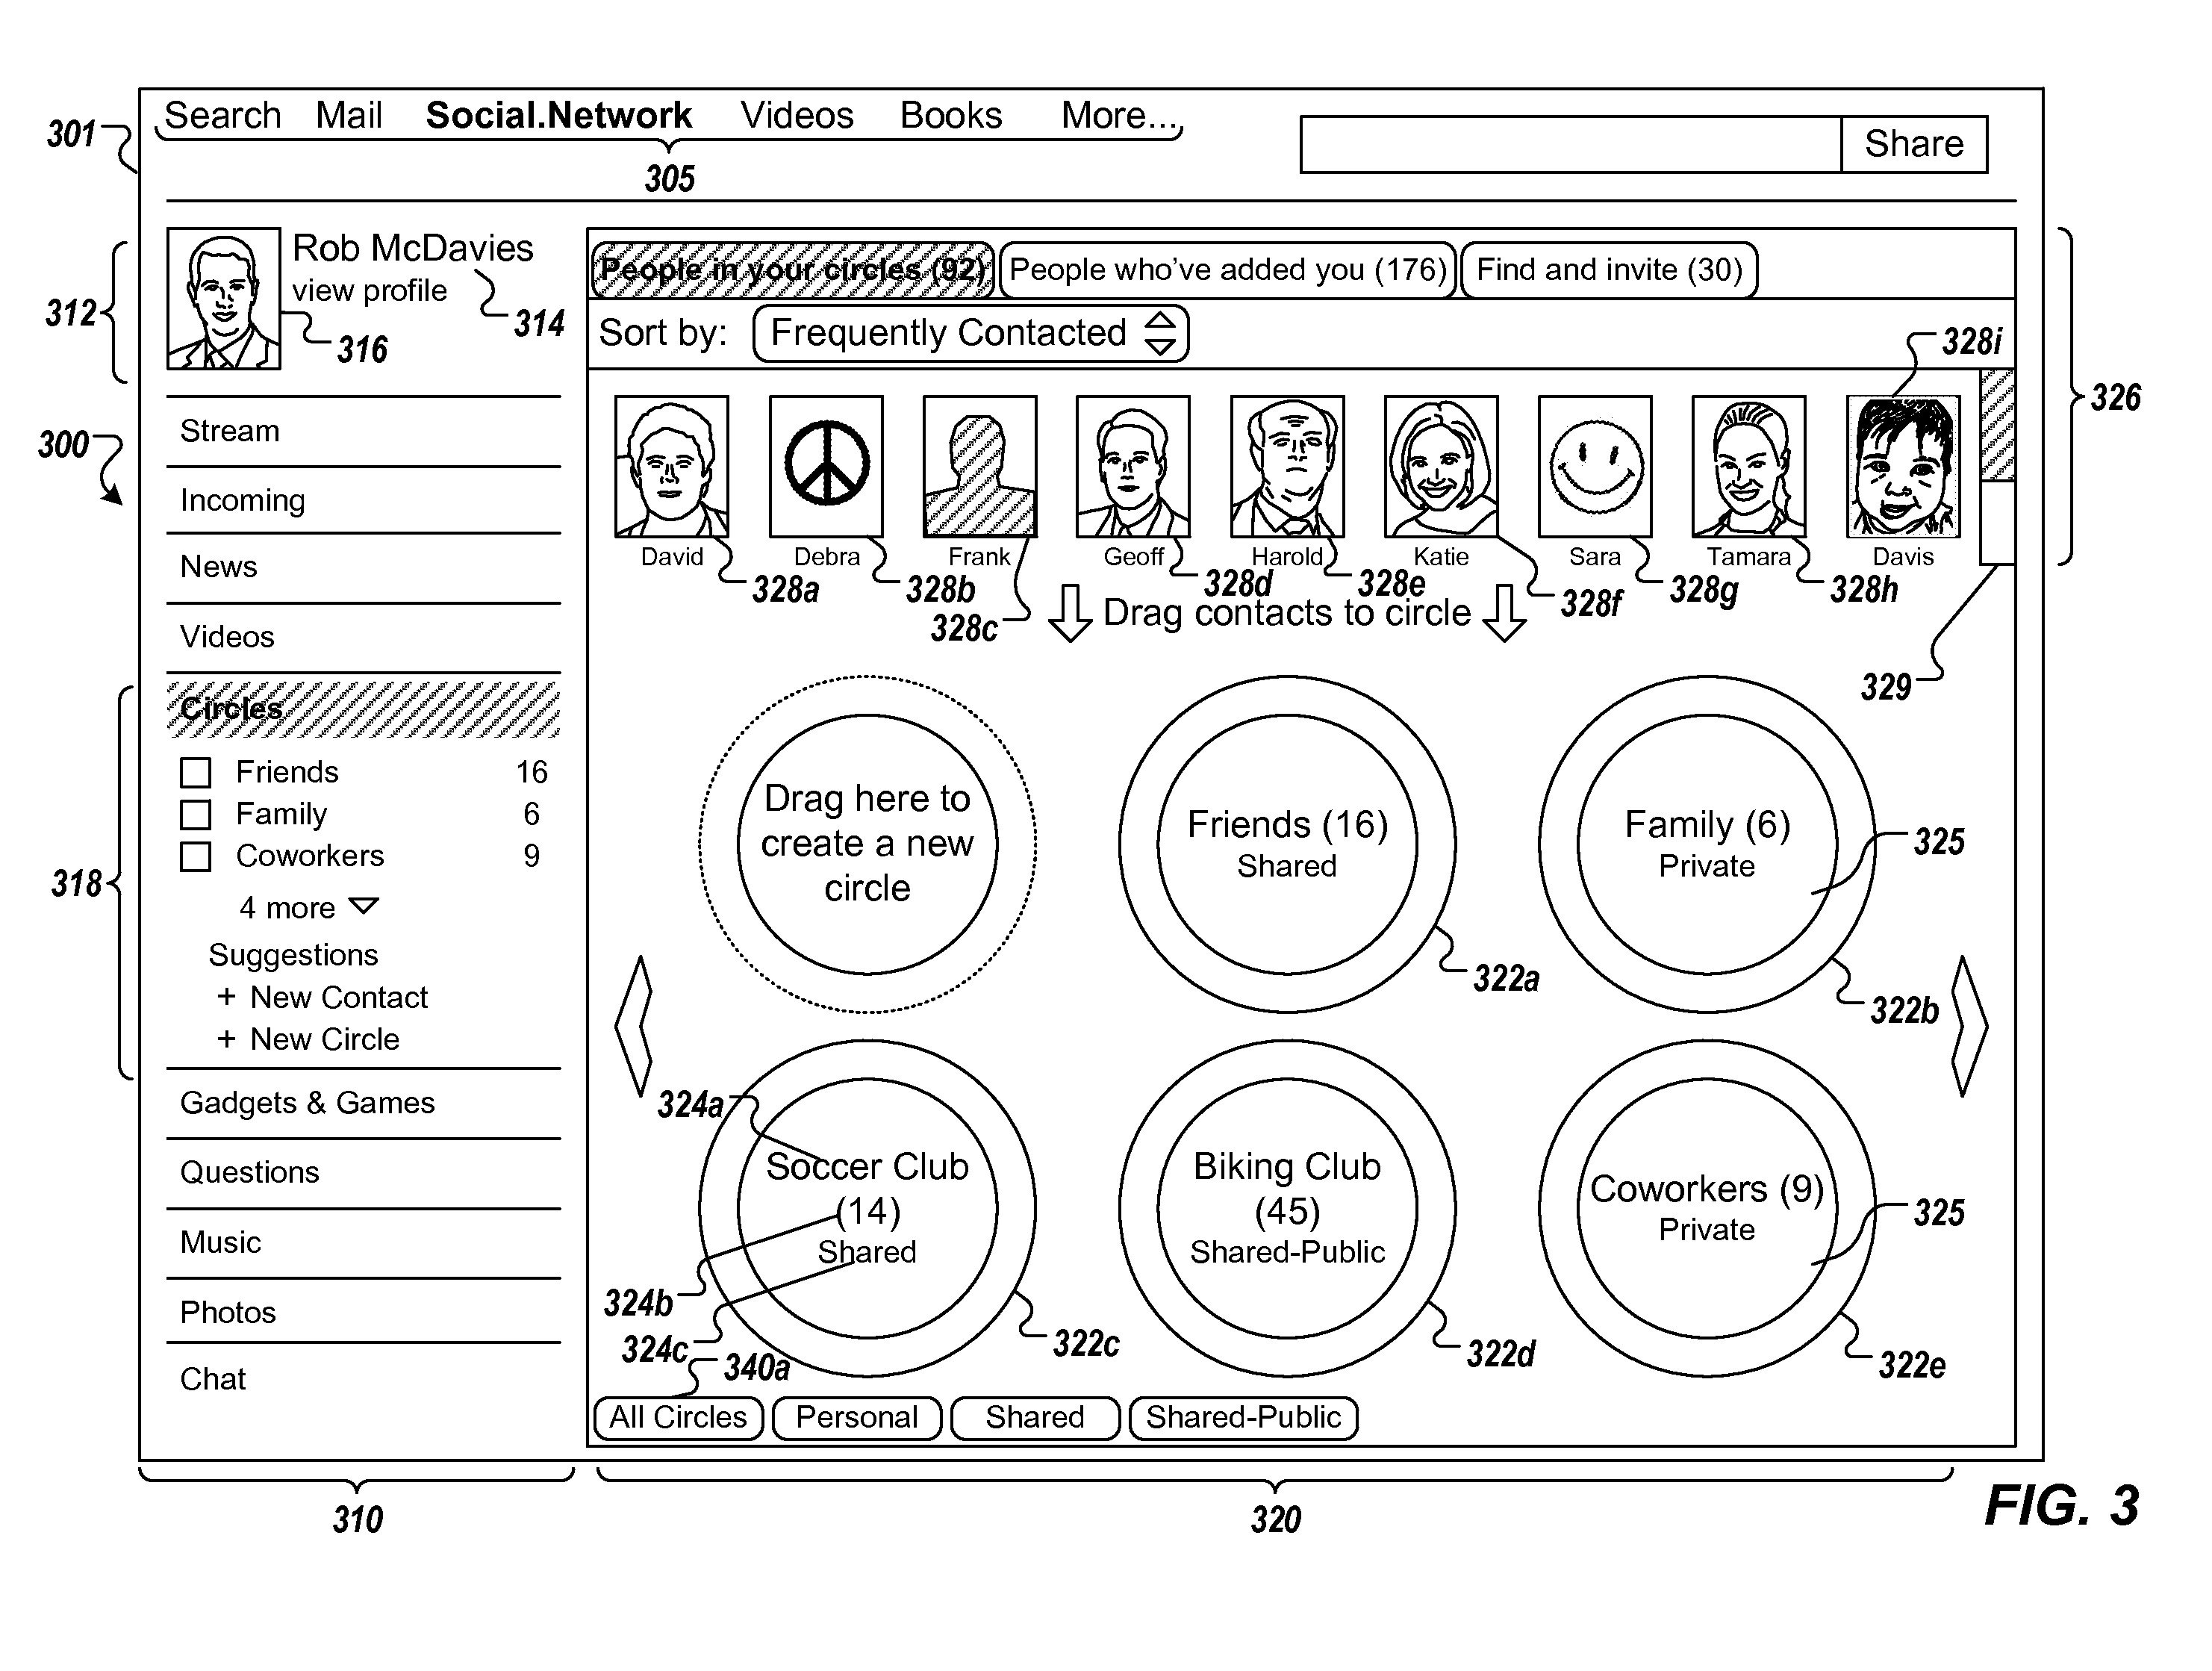 Search Mail Social.Network Videos Books More...
Share
301
305
Rob McDavies
view profile
312
314
316
300
People in your circles (92)
People who've added you (176)
Find and invite (30)
Sort by: Frequently Contacted
328i
326
David Debra Frank Geoff Harold Katie Sara Tamara Davis
328a 328b 328c 328d 328e 328f 328g 328h
Drag contacts to circle
329
Stream
Incoming
News
Videos
Circles
Friends 16
Family 6
Coworkers 9
4 more
318
Suggestions
+ New Contact
+ New Circle
Gadgets & Games
Questions
Music
Photos
Chat
Drag here to
create a new
circle
Friends (16)
Shared
322a
Family (6)
Private
325
322b
324a
Soccer Club
(14)
Shared
324b
324c
322c
Biking Club
(45)
Shared-Public
322d
Coworkers (9)
Private
325
322e
340a
All Circles Personal Shared Shared-Public
310
320
FIG. 3